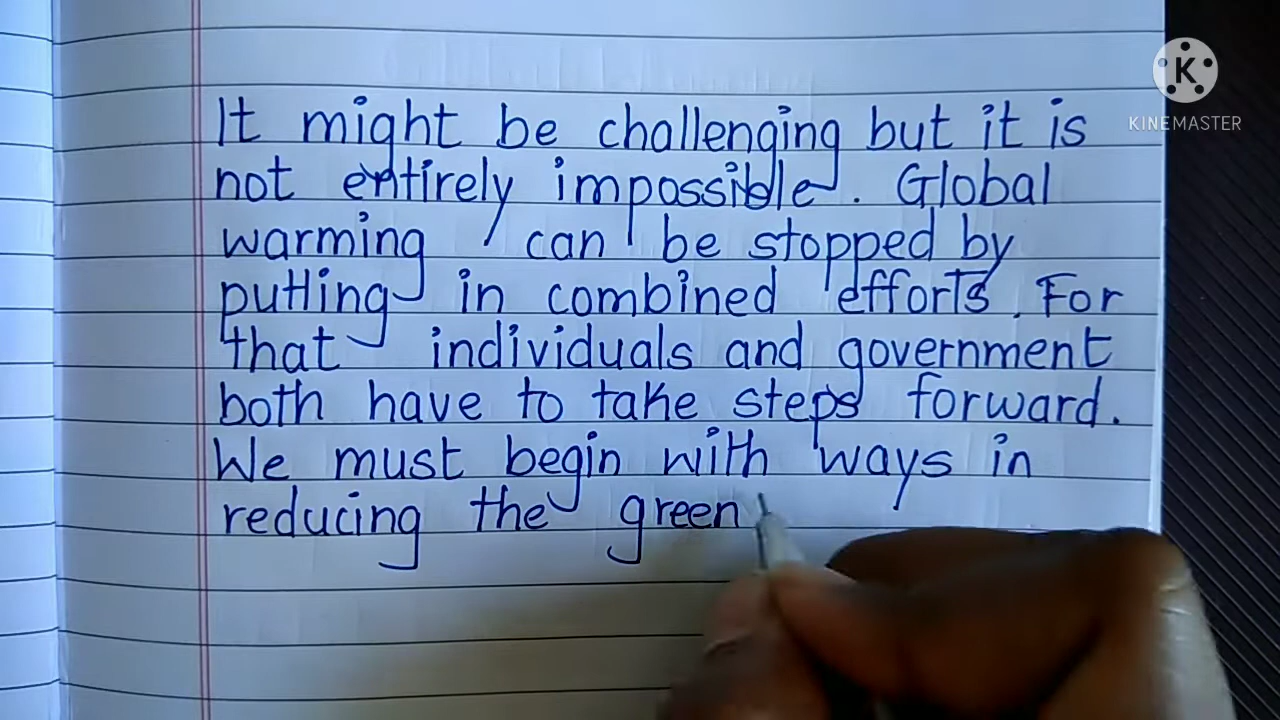 It might be challenging but it is
not entirely impossible. Global
warming can be stopped by
putting in combined efforts. For
that individuals and government
both have to take steps forward.
We must begin with ways in
reducing the green
K
KINEMASTER